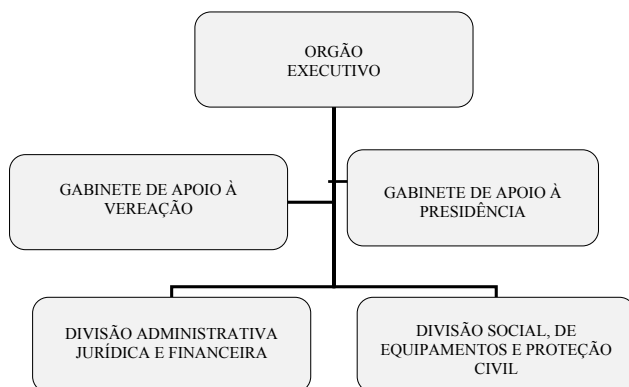 ORGÃO
EXECUTIVO
GABINETE DE APOIO À
VEREAÇÃO
GABINETE DE APOIO À
PRESIDÊNCIA
DIVISÃO ADMINISTRATIVA
JURÍDICA E FINANCEIRA
DIVISÃO SOCIAL, DE
EQUIPAMENTOS E PROTEÇÃO
CIVIL